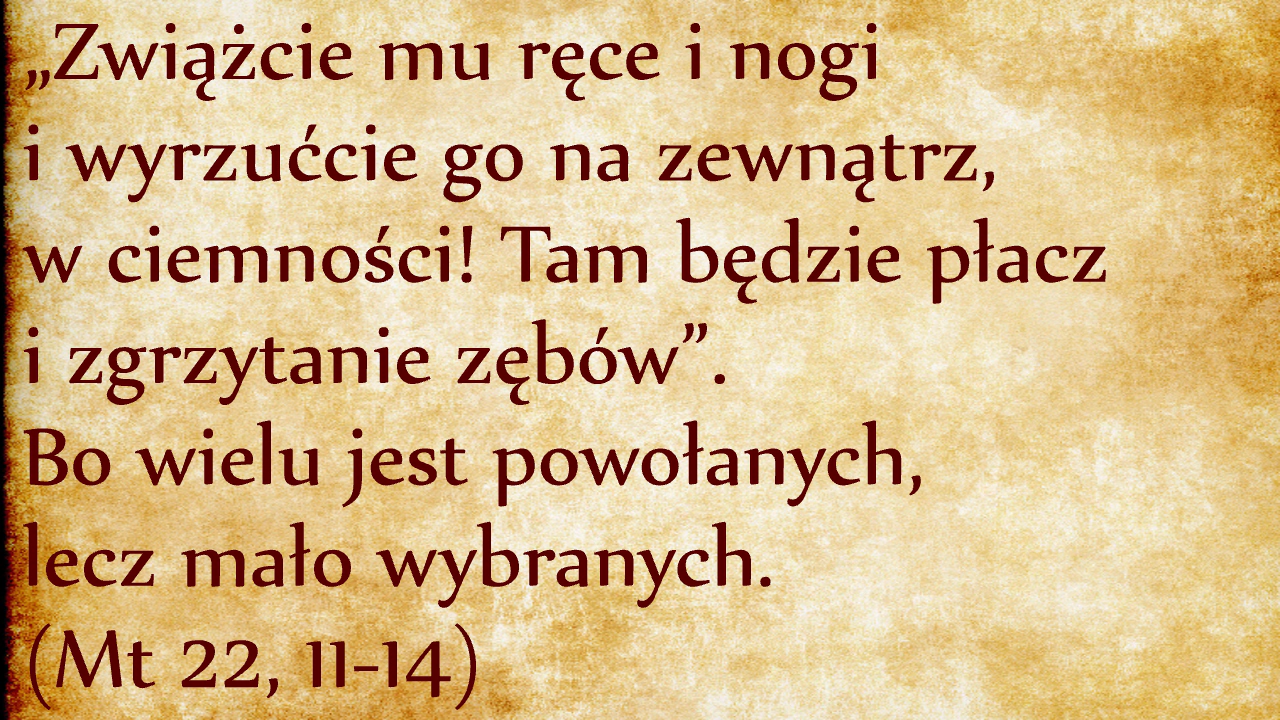 „Zwiążcie mu ręce i nogi
i wyrzućcie go na zewnątrz,
w ciemności! Tam będzie płacz
i zgrzytanie zębów”.
Bo wielu jest powołanych,
lecz mało wybranych.
(Mt 22, 11-14)